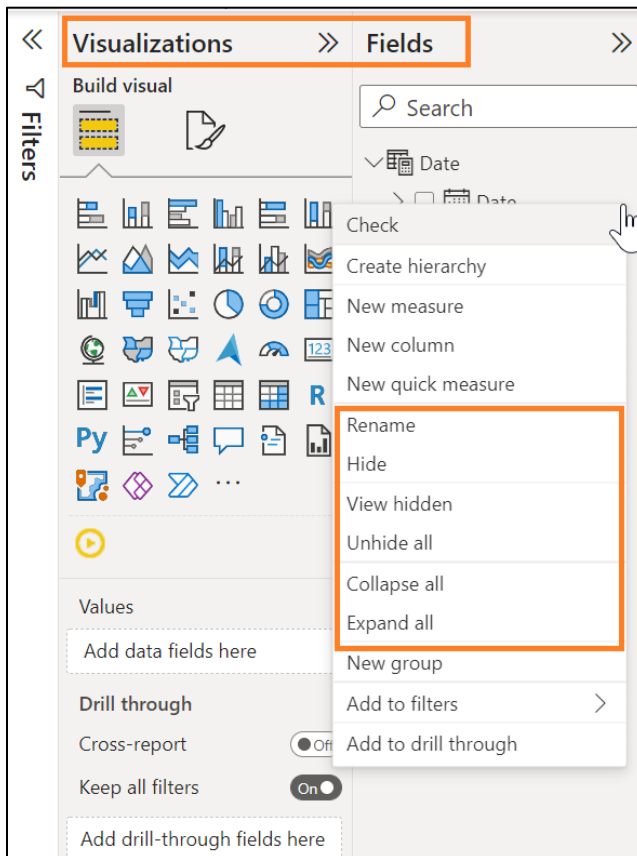 Visualizations
Fields
Filters
Build visual
Search
Date
Date
123
R
Py
Values
Add data fields here
Drill through
Cross-report
Off
Keep all filters
On
Add drill-through fields here
Check
Create hierarchy
New measure
New column
New quick measure
Rename
Hide
View hidden
Unhide all
Collapse all
Expand all
New group
Add to filters
Add to drill through